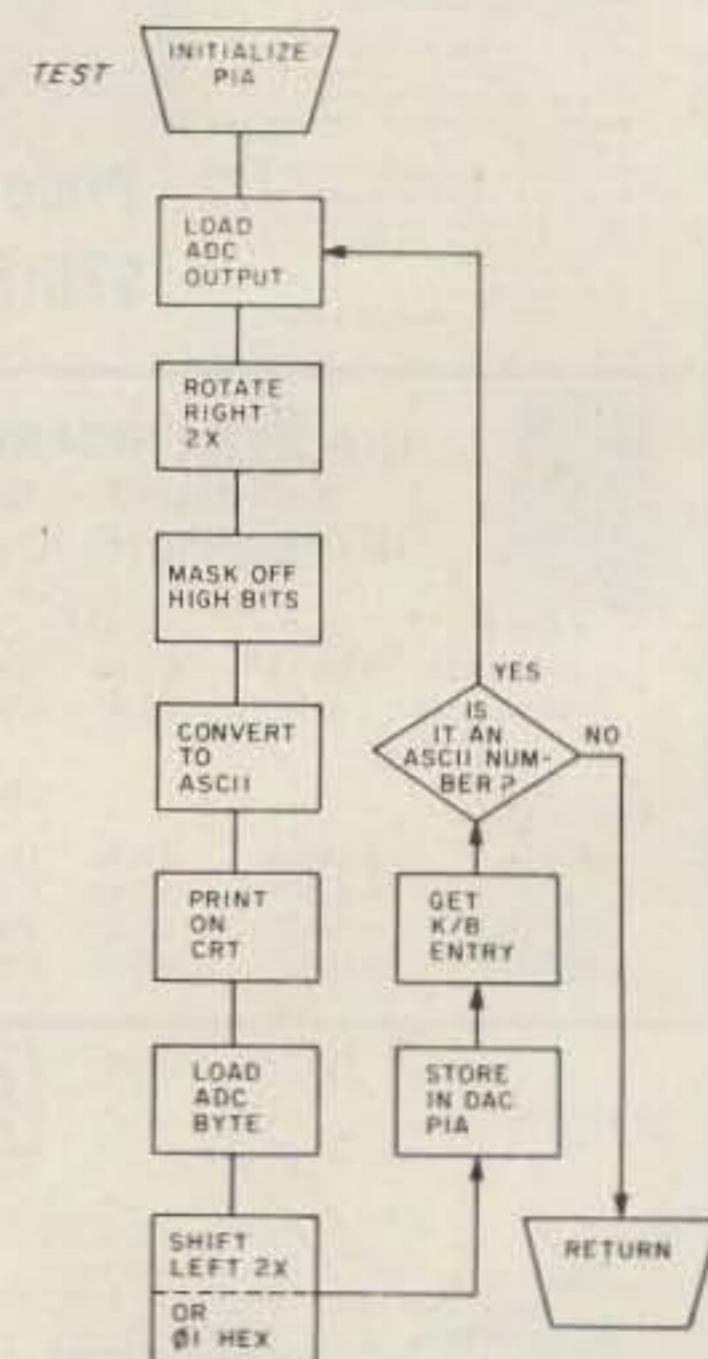 TEST
INITIALIZE
PIA
LOAD
ADC
OUTPUT
ROTATE
RIGHT
2X
MASK OFF
HIGH BITS
CONVERT
TO
ASCII
PRINT
ON
CRT
LOAD
ADC
BYTE
SHIFT
LEFT 2X
OR
Ø1 HEX
STORE
IN DAC
PIA
GET
K/B
ENTRY
IS
IT AN
ASCII NUM-
BER?
YES
NO
RETURN